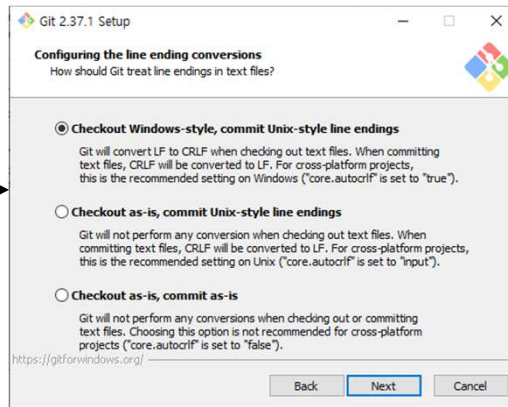 Git 2.37.1 Setup
Configuring the line ending conversions
How should Git treat line endings in text files?
Checkout Windows-style, commit Unix-style line endings
Git will convert LF to CRLF when checking out text files. When committing
text files, CRLF will be converted to LF. For cross-platform projects,
this is the recommended setting on Windows ("core.autocrlf" is set to "true").
Checkout as-is, commit Unix-style line endings
Git will not perform any conversion when checking out text files. When
committing text files, CRLF will be converted to LF. For cross-platform projects,
this is the recommended setting on Unix ("core.autocrlf" is set to "input").
Checkout as-is, commit as-is
Git will not perform any conversions when checking out or committing
text files. Choosing this option is not recommended for cross-platform
projects ("core.autocrlf" is set to "false").
https://gitforwindows.org/
Back Next Cancel